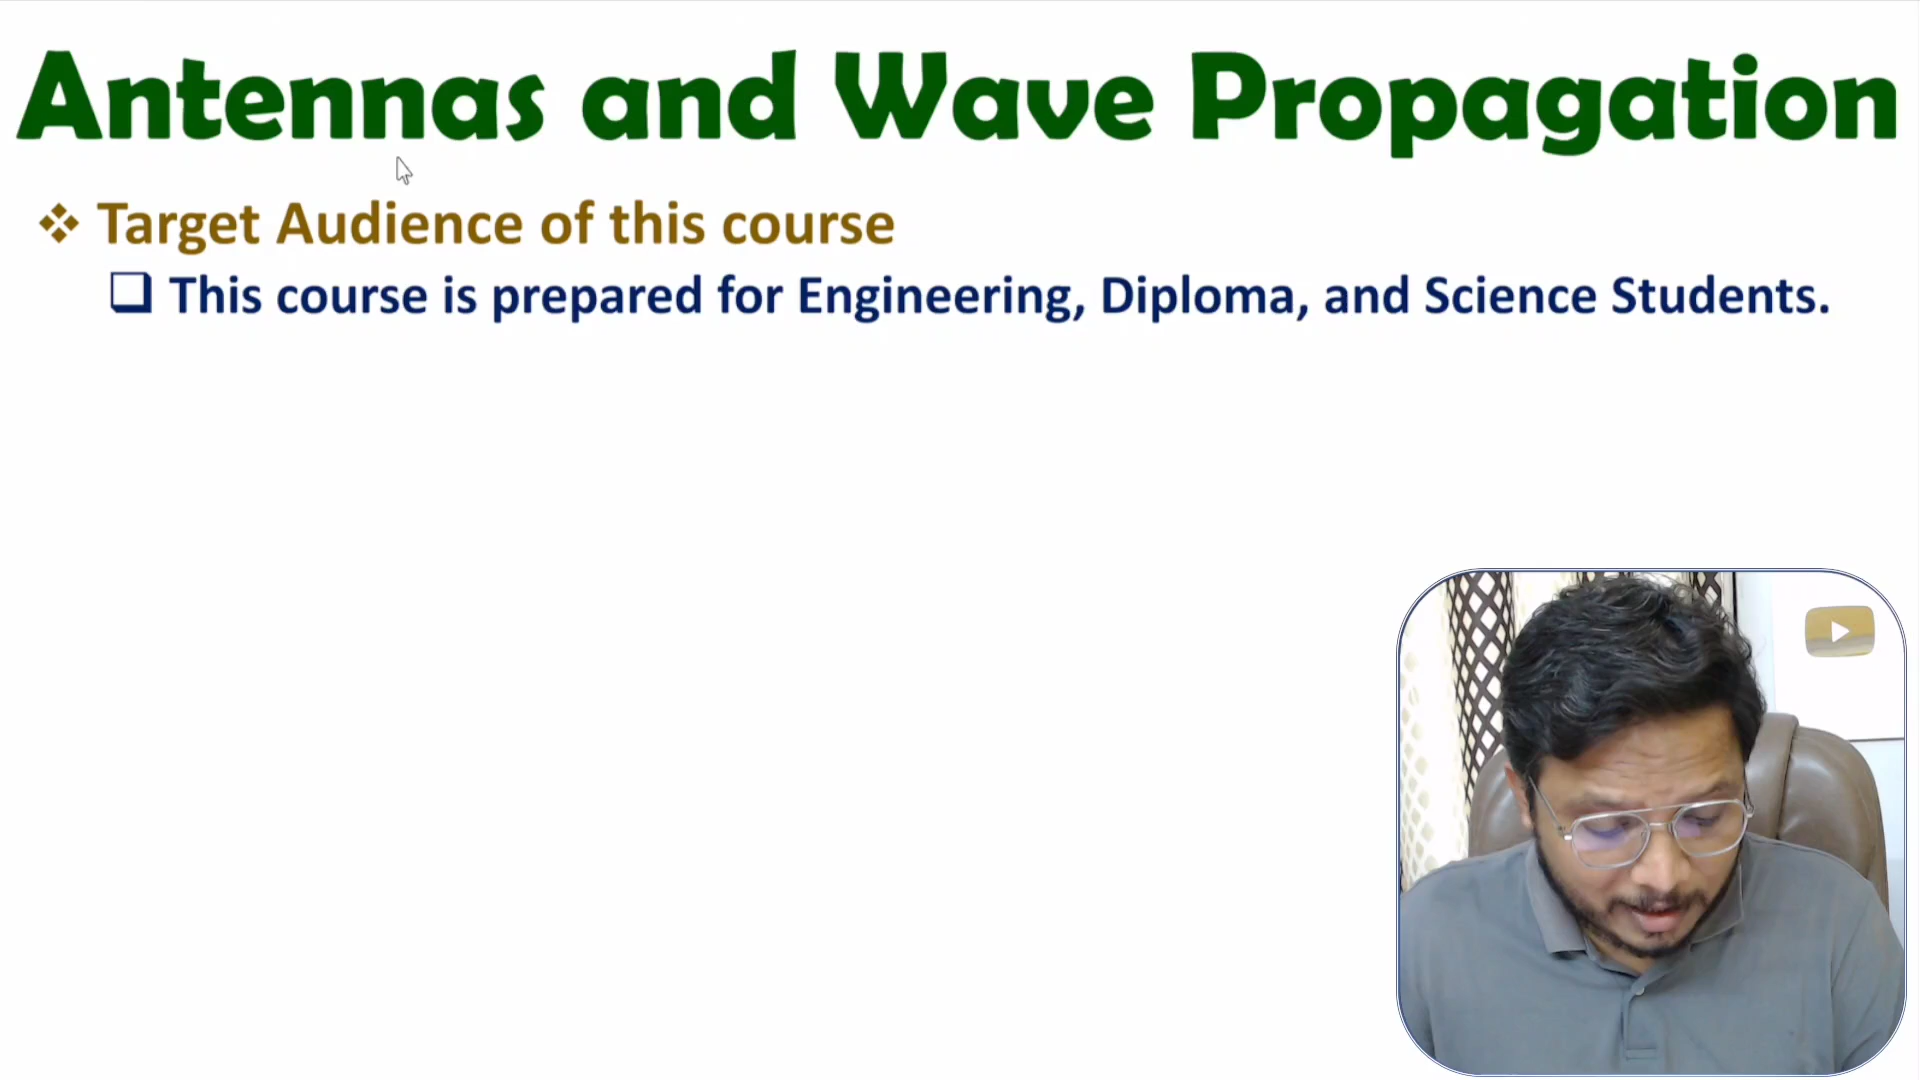 Antennas and Wave Propagation
Target Audience of this course
This course is prepared for Engineering, Diploma, and Science Students.